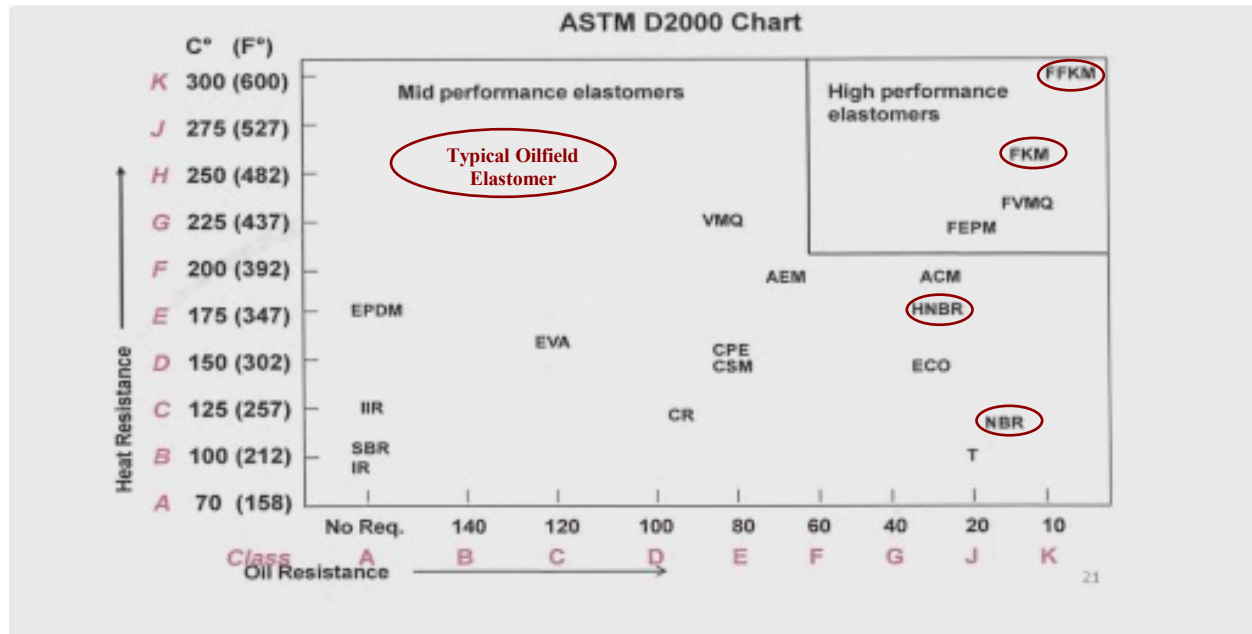 ASTM D2000 Chart
C° (F°)
K 300 (600)
J 275 (527)
H 250 (482)
G 225 (437)
F 200 (392)
E 175 (347)
D 150 (302)
C 125 (257)
B 100 (212)
A 70 (158)
Heat Resistance
Mid performance elastomers
Typical Oilfield
Elastomer
High performance
elastomers
FFKM
FKM
FVMQ
FEPM
VMQ
AEM
ACM
EPDM
HNBR
EVA
CPE
CSM
ECO
IIR
CR
NBR
SBR
IR
T
No Req. 140 120 100 80 60 40 20 10
Class A B C D E F G J K
Oil Resistance
21